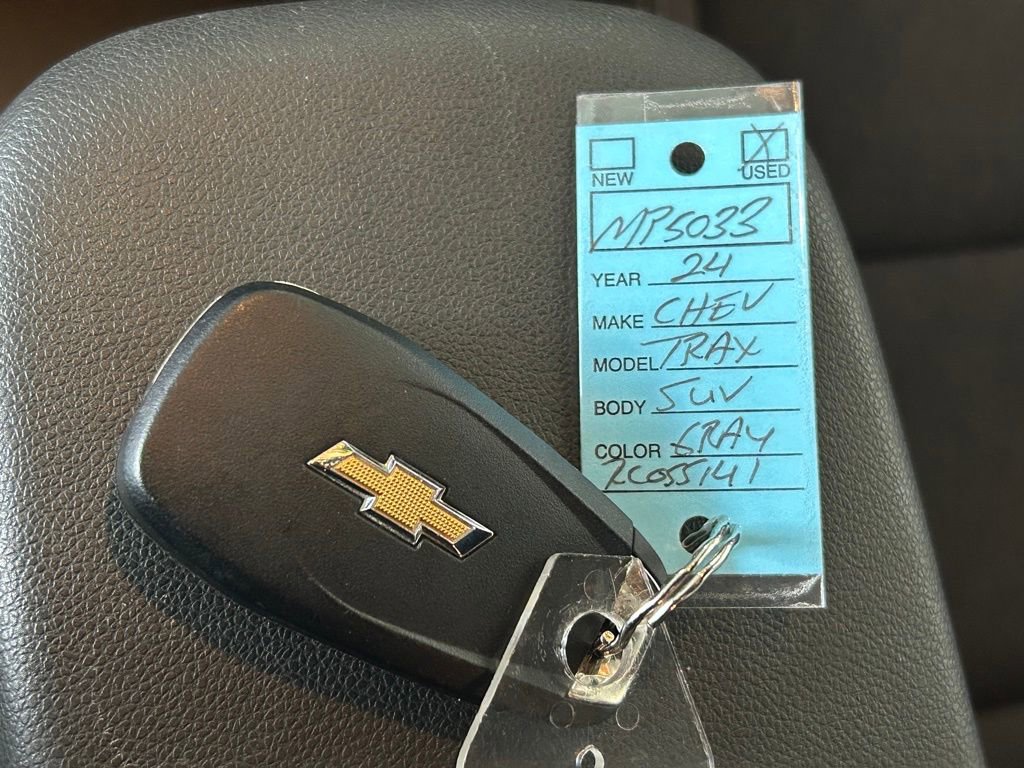 NEW USED
MP5033
YEAR 24
MAKE CHEV
MODEL TRAX
BODY SUV
COLOR GRAY
RC055141